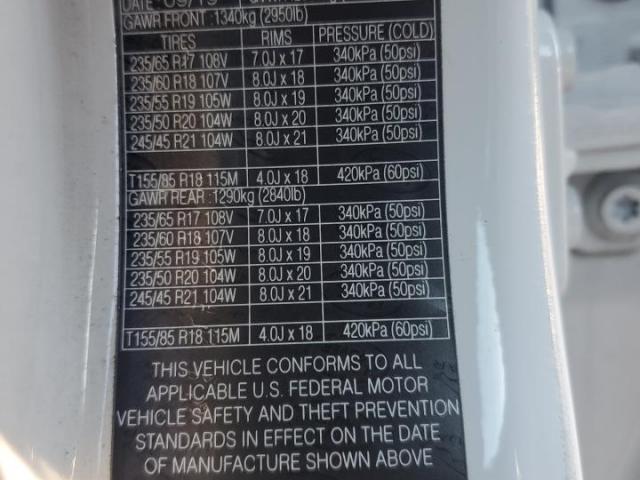 DATE: 09/19
GAWR FRONT : 1340kg (2950lb)
TIRES RIMS PRESSURE (COLD)
235/65 R17 108V 7.0J x 17 340kPa (50psi)
235/60 R18 107V 8.0J x 18 340kPa (50psi)
235/55 R19 105W 8.0J x 19 340kPa (50psi)
235/50 R20 104W 8.0J x 20 340kPa (50psi)
245/45 R21 104W 8.0J x 21 340kPa (50psi)
T155/85 R18 115M 4.0J x 18 420kPa (60psi)
GAWR REAR : 1290kg (2840lb)
235/65 R17 108V 7.0J x 17 340kPa (50psi)
235/60 R18 107V 8.0J x 18 340kPa (50psi)
235/55 R19 105W 8.0J x 19 340kPa (50psi)
235/50 R20 104W 8.0J x 20 340kPa (50psi)
245/45 R21 104W 8.0J x 21 340kPa (50psi)
T155/85 R18 115M 4.0J x 18 420kPa (60psi)
THIS VEHICLE CONFORMS TO ALL
APPLICABLE U.S. FEDERAL MOTOR
VEHICLE SAFETY AND THEFT PREVENTION
STANDARDS IN EFFECT ON THE DATE
OF MANUFACTURE SHOWN ABOVE